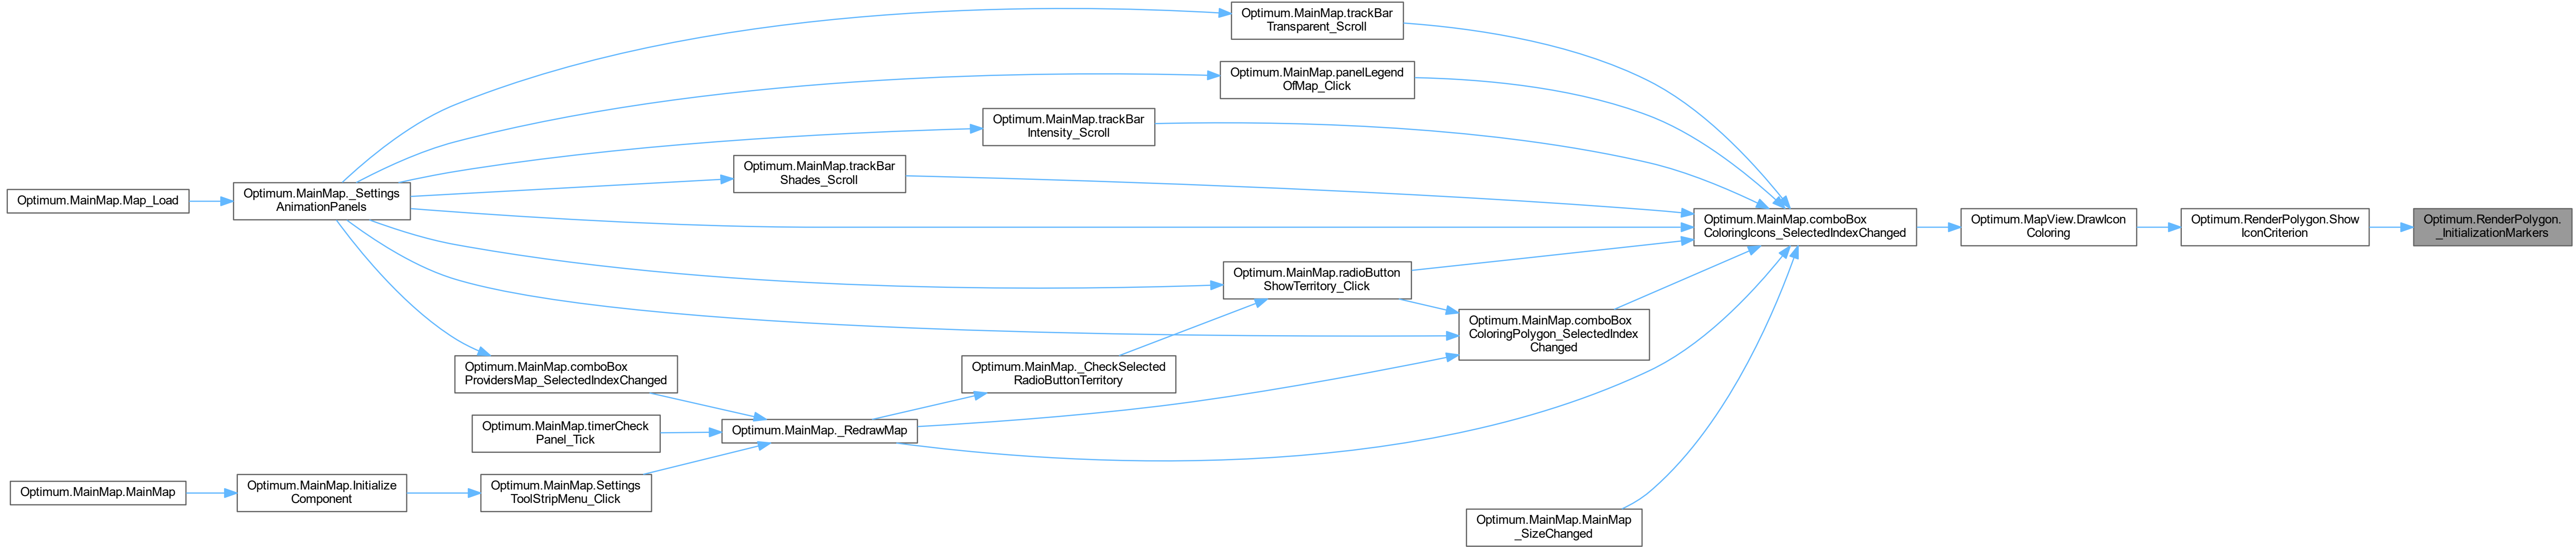 Optimum.MainMap.trackBar
Transparent_Scroll
Optimum.MainMap.panelLegend
OfMap_Click
Optimum.MainMap.trackBar
Intensity_Scroll
Optimum.MainMap.trackBar
Shades_Scroll
Optimum.MainMap.Map_Load
Optimum.MainMap._Settings
AnimationPanels
Optimum.MainMap.comboBox
ColoringIcons_SelectedIndexChanged
Optimum.MapView.DrawIcon
Coloring
Optimum.RenderPolygon.Show
IconCriterion
Optimum.RenderPolygon.
_InitializationMarkers
Optimum.MainMap.radioButton
ShowTerritory_Click
Optimum.MainMap.comboBox
ColoringPolygon_SelectedIndex
Changed
Optimum.MainMap.comboBox
ProvidersMap_SelectedIndexChanged
Optimum.MainMap._CheckSelected
RadioButtonTerritory
Optimum.MainMap.timerCheck
Panel_Tick
Optimum.MainMap._RedrawMap
Optimum.MainMap.MainMap
Optimum.MainMap.Initialize
Component
Optimum.MainMap.Settings
ToolStripMenu_Click
Optimum.MainMap.MainMap
_SizeChanged